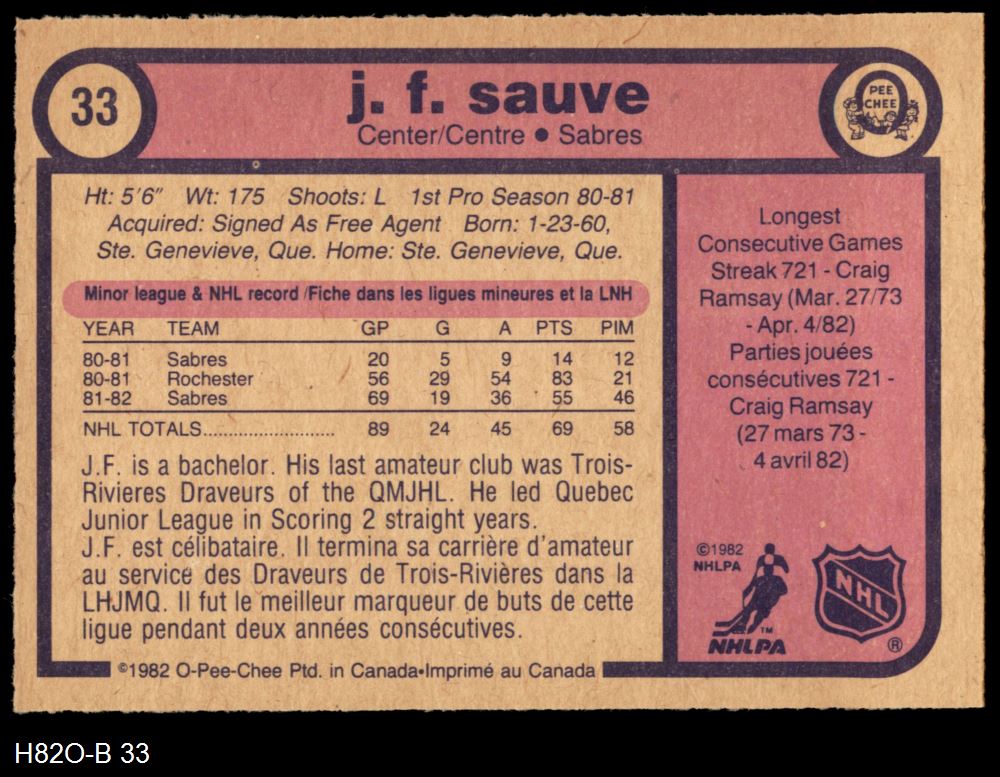 33
j. f. sauve
Center/Centre ● Sabres
O
PEE
CHEE
Ht: 5'6" Wt: 175 Shoots: L 1st Pro Season 80-81
Acquired: Signed As Free Agent Born: 1-23-60,
Ste. Genevieve, Que. Home: Ste. Genevieve, Que.
Minor league & NHL record /Fiche dans les ligues mineures et la LNH
YEAR TEAM GP G A PTS PIM
80-81 Sabres 20 5 9 14 12
80-81 Rochester 56 29 54 83 21
81-82 Sabres 69 19 36 55 46
NHL TOTALS........................... 89 24 45 69 58
J.F. is a bachelor. His last amateur club was Trois-
Rivieres Draveurs of the QMJHL. He led Quebec
Junior League in Scoring 2 straight years.
J.F. est célibataire. Il termina sa carrière d'amateur
au service des Draveurs de Trois-Rivières dans la
LHJMQ. Il fut le meilleur marqueur de buts de cette
ligue pendant deux années consécutives.
©1982 O-Pee-Chee Ptd. in Canada•Imprimé au Canada
Longest
Consecutive Games
Streak 721 - Craig
Ramsay (Mar. 27/73
- Apr. 4/82)
Parties jouées
consécutives 721 -
Craig Ramsay
(27 mars 73 -
4 avril 82)
©1982
NHLPA
TM
NHLPA
NHL
®
H82O-B 33